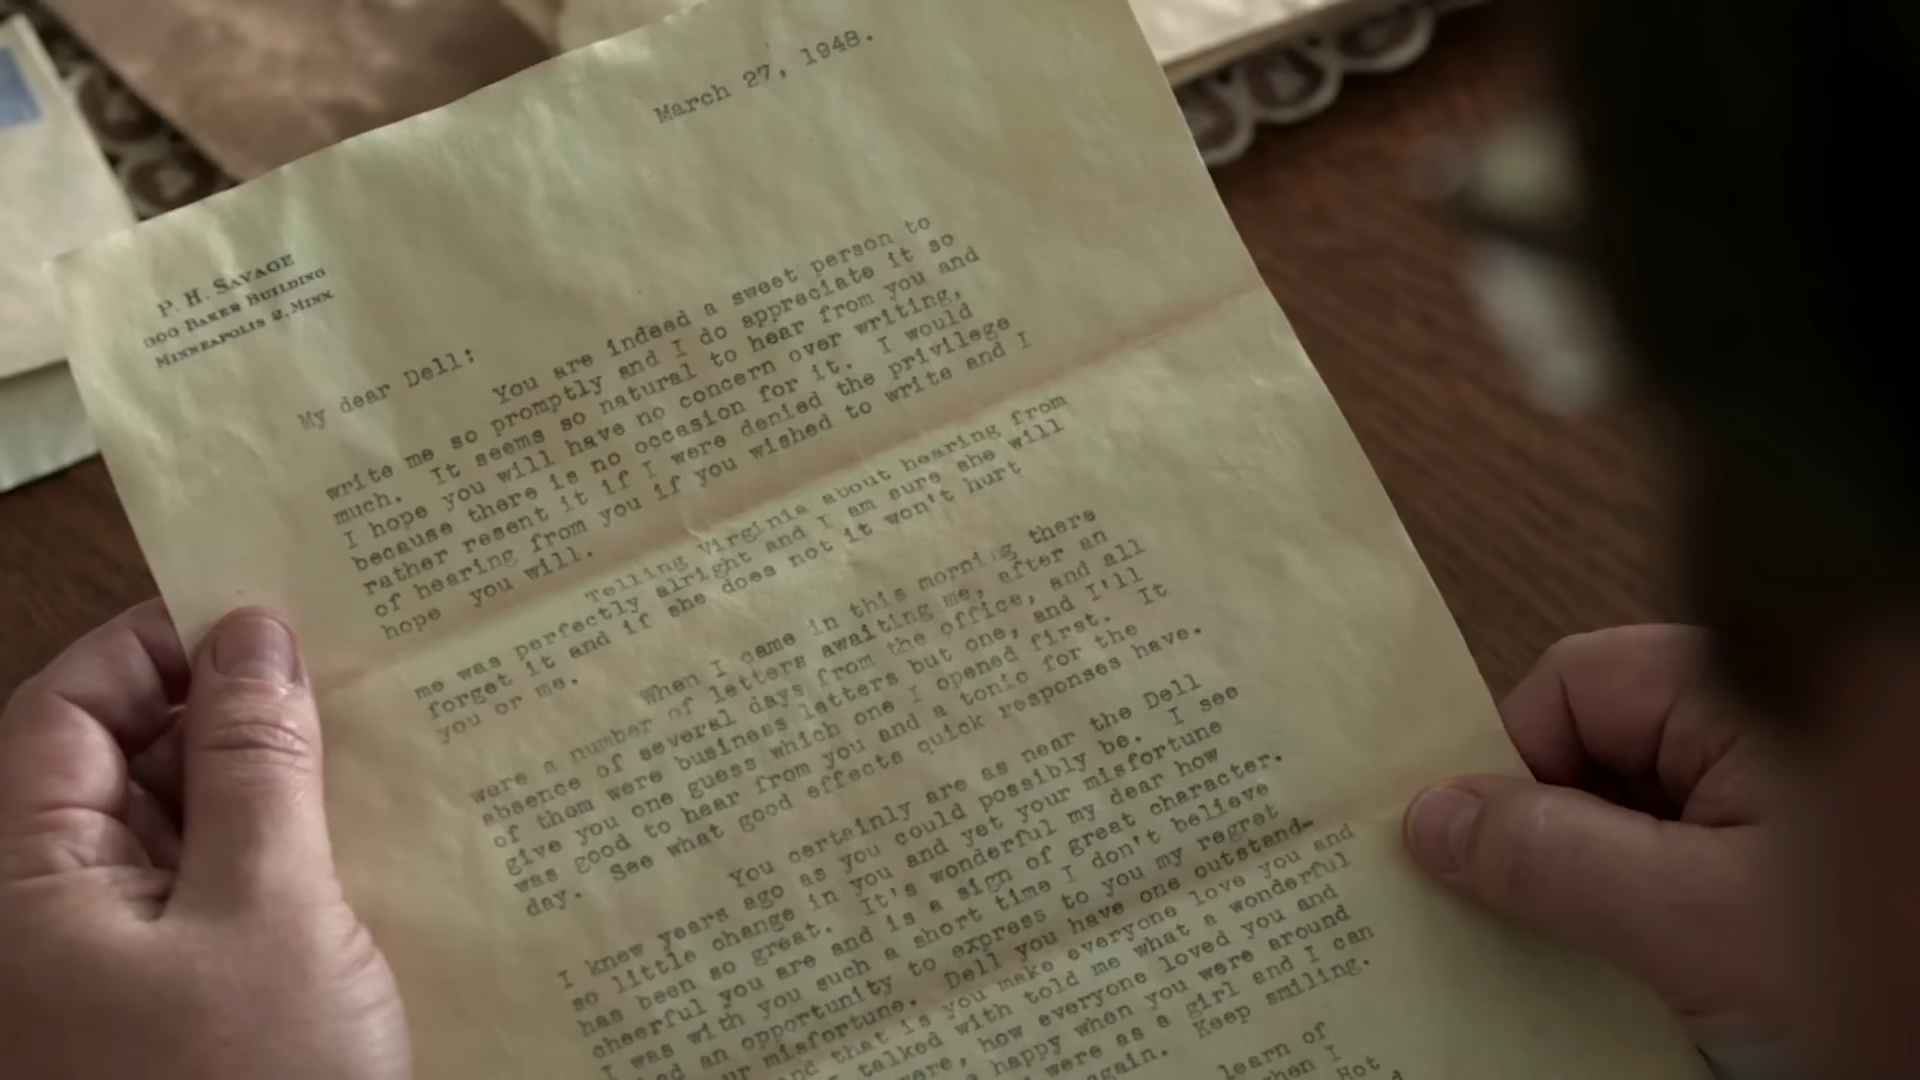 March 27, 1948.
P. H. SAVAGE
BAKER BUILDING
MINNEAPOLIS 2, MINN
My dear Dell:
You are indeed a sweet person to
write me so promptly and I do appreciate it so
much. It seems so natural to hear from you and
I hope you will have no concern over writing,
because there is no occasion for it. I would
rather resent it if I were denied the privilege
of hearing from you if you wished to write and I
hope you will.
Telling Virginia about hearing from
me was perfectly alright and I am sure she will
forget it and if she does not it won't hurt
you or me.
When I came in this morning there
were a number of letters awaiting me, after an
absence of several days from the office, and all
of them were business letters but one, and I'll
give you one guess which one I opened first. It
was good to hear from you and a tonic for the
day. See what good effects quick responses have.
You certainly are as near the Dell
I knew years ago as you could possibly be. I see
so little change in you and yet your misfortune
has been so great. It's wonderful my dear how
cheerful you are and is a sign of great character.
I was with you such a short time I don't believe
an opportunity to express to you my regret
misfortune. Dell you have one outstand-
that is you make everyone love you and
talked with told me what a wonderful
how everyone loved you and
happy when you were around
were as a girl and I can
again. Keep smiling.
learn of
when I
Hot